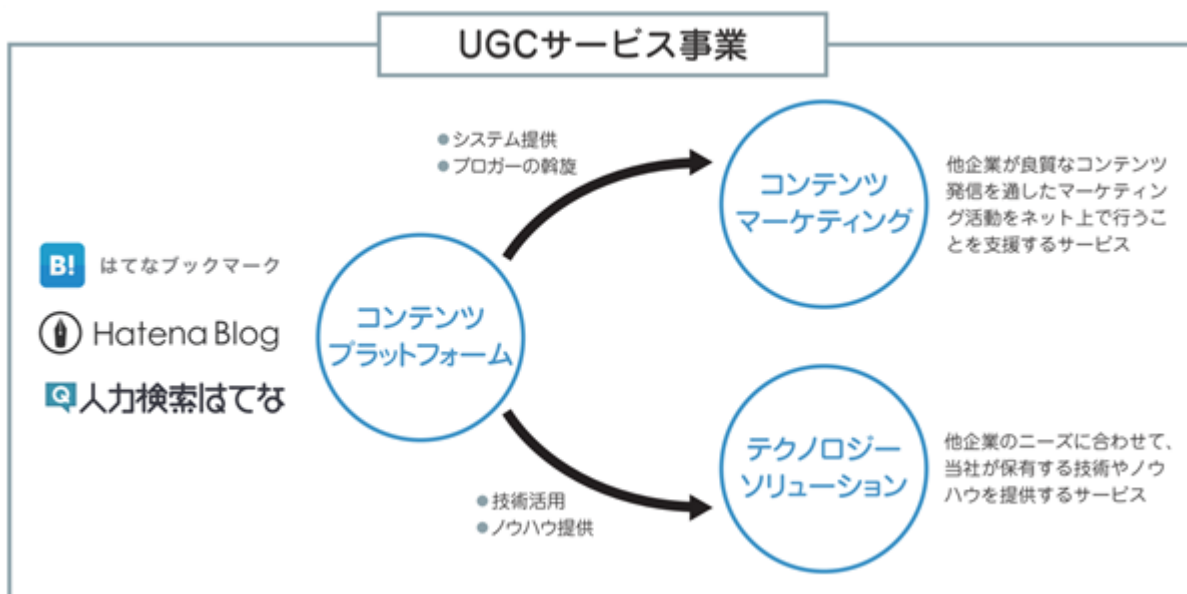 UGCサービス事業
●システム提供
●ブロガーの斡旋
コンテンツ
マーケティング
他企業が良質なコンテンツ
発信を通したマーケティン
グ活動をネット上で行うこ
とを支援するサービス
B! はてなブックマーク
Hatena Blog
Q 人力検索はてな
コンテンツ
プラットフォーム
●技術活用
●ノウハウ提供
テクノロジー
ソリューション
他企業のニーズに合わせて、
当社が保有する技術やノウ
ハウを提供するサービス